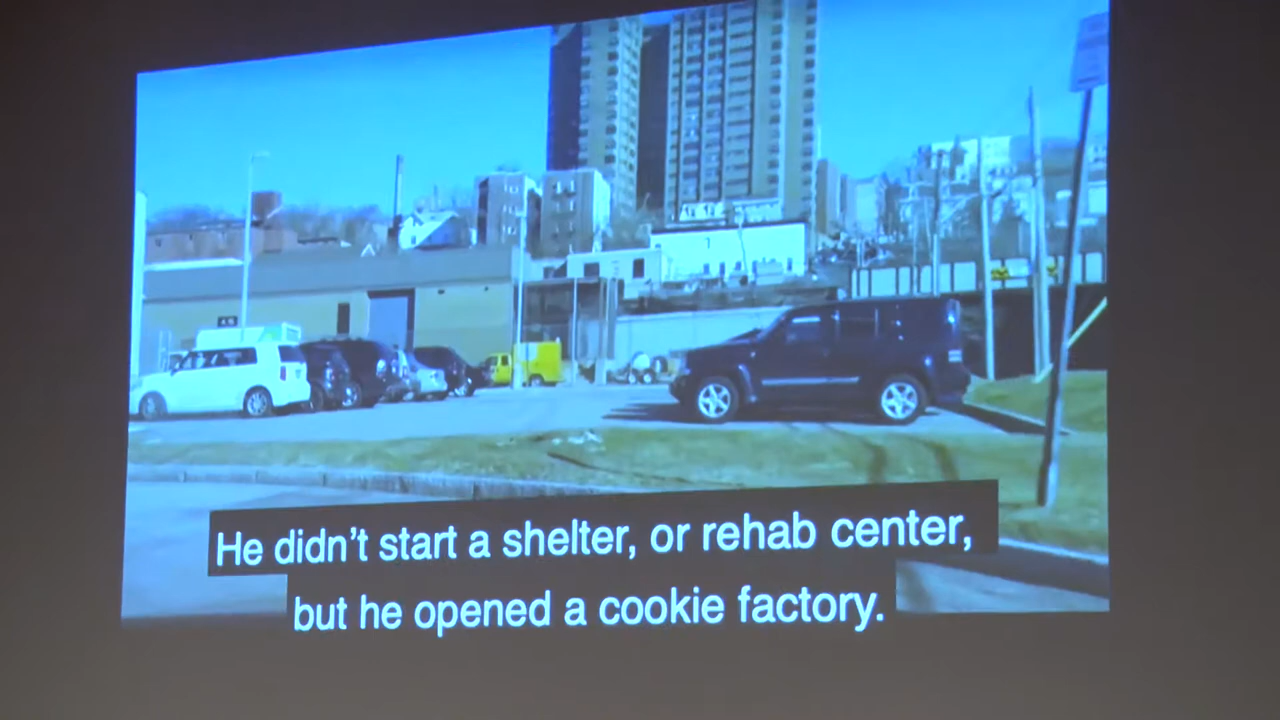 He didn't start a shelter, or rehab center,
but he opened a cookie factory.